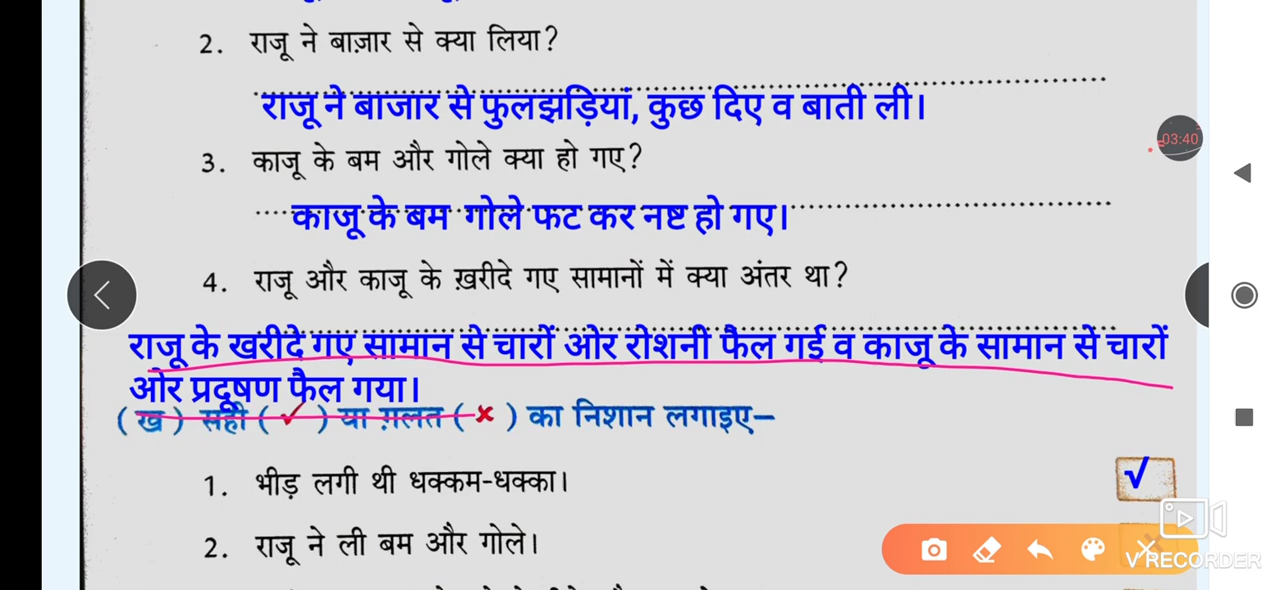 2. राजू ने बाज़ार से क्या लिया?
राजू ने बाजार से फुलझड़ियां, कुछ दिए व बाती ली।
3. काजू के बम और गोले क्या हो गए?
03:40
काजू के बम गोले फट कर नष्ट हो गए।
4. राजू और काजू के ख़रीदे गए सामानों में क्या अंतर था?
राजू के खरीदे गए सामान से चारों ओर रोशनी फैल गई व काजू के सामान से चारों
ओर प्रदूषण फैल गया।
(ख) सही (✓) या ग़लत (×) का निशान लगाइए–
1. भीड़ लगी थी धक्कम-धक्का। √
2. राजू ने ली बम और गोले।
V RECORDER